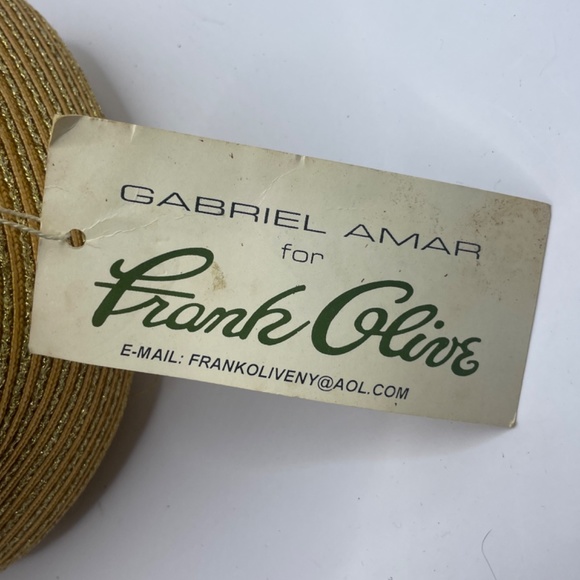 GABRIEL AMAR
for
Frank Olive
E-MAIL: FRANKOLIVENY@AOL.COM